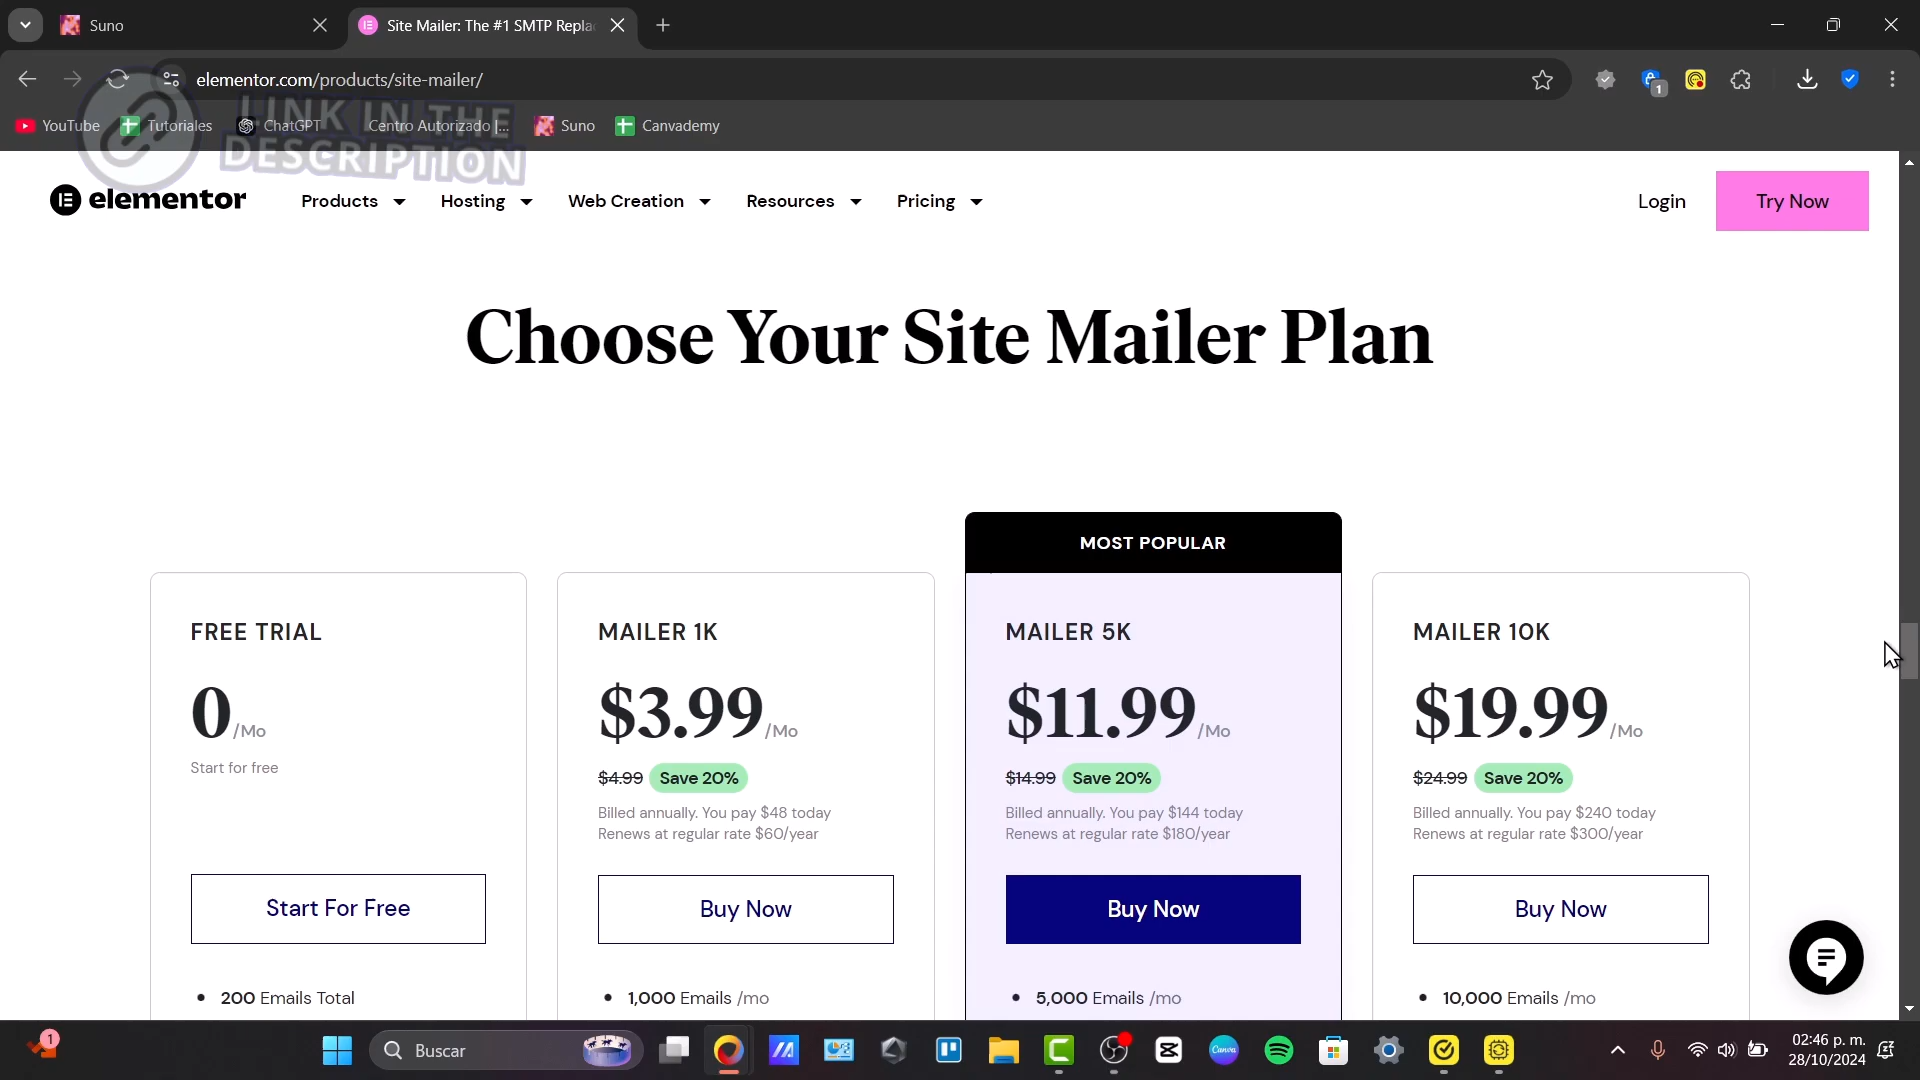 Suno
Site Mailer: The #1 SMTP Repla
elementor.com/products/site-mailer/
1
LINK IN THE
DESCRIPTION
YouTube
Tutoriales
ChatGPT
Centro Autorizado |...
Suno
Canvademy
elementor
Products
Hosting
Web Creation
Resources
Pricing
Login
Try Now
Choose Your Site Mailer Plan
MOST POPULAR
FREE TRIAL
0/Mo
Start for free
Start For Free
• 200 Emails Total
MAILER 1K
$3.99/Mo
$4.99 Save 20%
Billed annually. You pay $48 today
Renews at regular rate $60/year
Buy Now
• 1,000 Emails /mo
MAILER 5K
$11.99/Mo
$14.99 Save 20%
Billed annually. You pay $144 today
Renews at regular rate $180/year
Buy Now
• 5,000 Emails /mo
MAILER 10K
$19.99/Mo
$24.99 Save 20%
Billed annually. You pay $240 today
Renews at regular rate $300/year
Buy Now
• 10,000 Emails /mo
1
Buscar
Canva
02:46 p. m.
28/10/2024